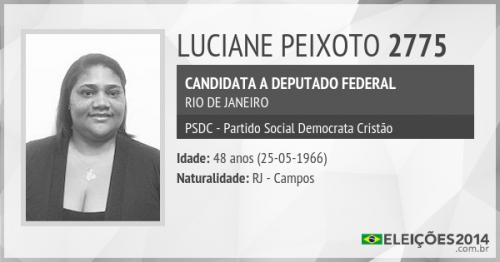 LUCIANE PEIXOTO 2775
CANDIDATA A DEPUTADO FEDERAL
RIO DE JANEIRO
PSDC - Partido Social Democrata Cristão
Idade: 48 anos (25-05-1966)
Naturalidade: RJ - Campos
ELEIÇÕES2014
.com.br